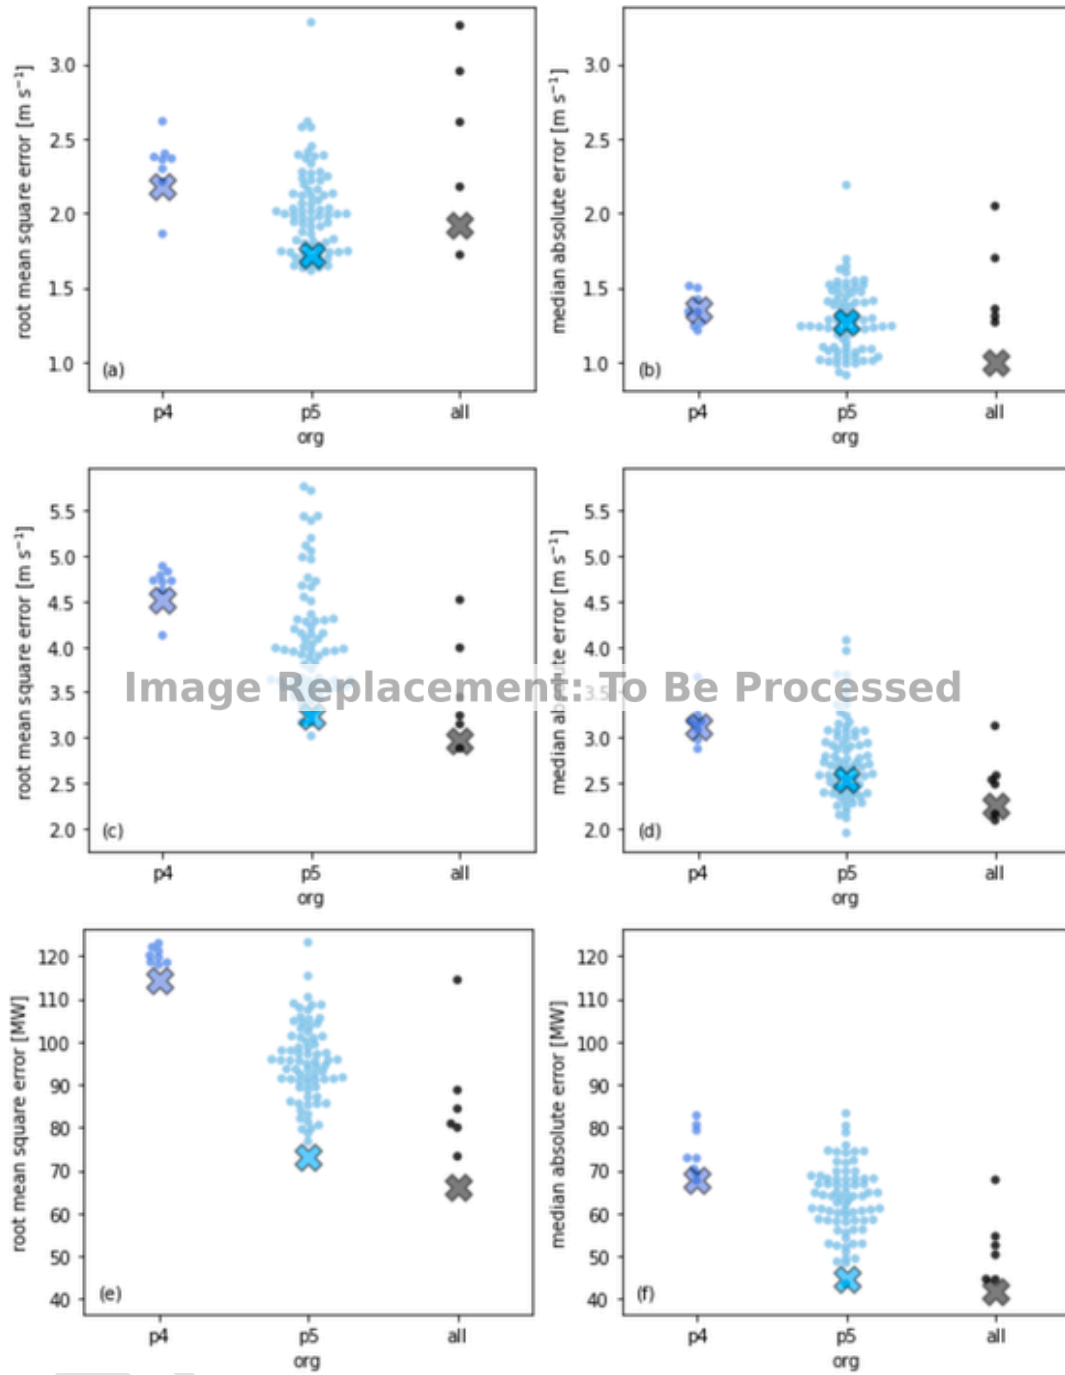 root mean square error [m s⁻¹]
3.0
2.5
2.0
1.5
1.0
(a)
p4 p5 all
org
median absolute error [m s⁻¹]
3.0
2.5
2.0
1.5
1.0
(b)
p4 p5 all
org
root mean square error [m s⁻¹]
5.5
5.0
4.5
4.0
3.5
3.0
2.5
2.0
(c)
p4 p5 all
org
median absolute error [m s⁻¹]
5.5
5.0
4.5
4.0
3.5
3.0
2.5
2.0
(d)
p4 p5 all
org
Image Replacement: To Be Processed
root mean square error [MW]
120
110
100
90
80
70
60
50
40
(e)
p4 p5 all
org
median absolute error [MW]
120
110
100
90
80
70
60
50
40
(f)
p4 p5 all
org